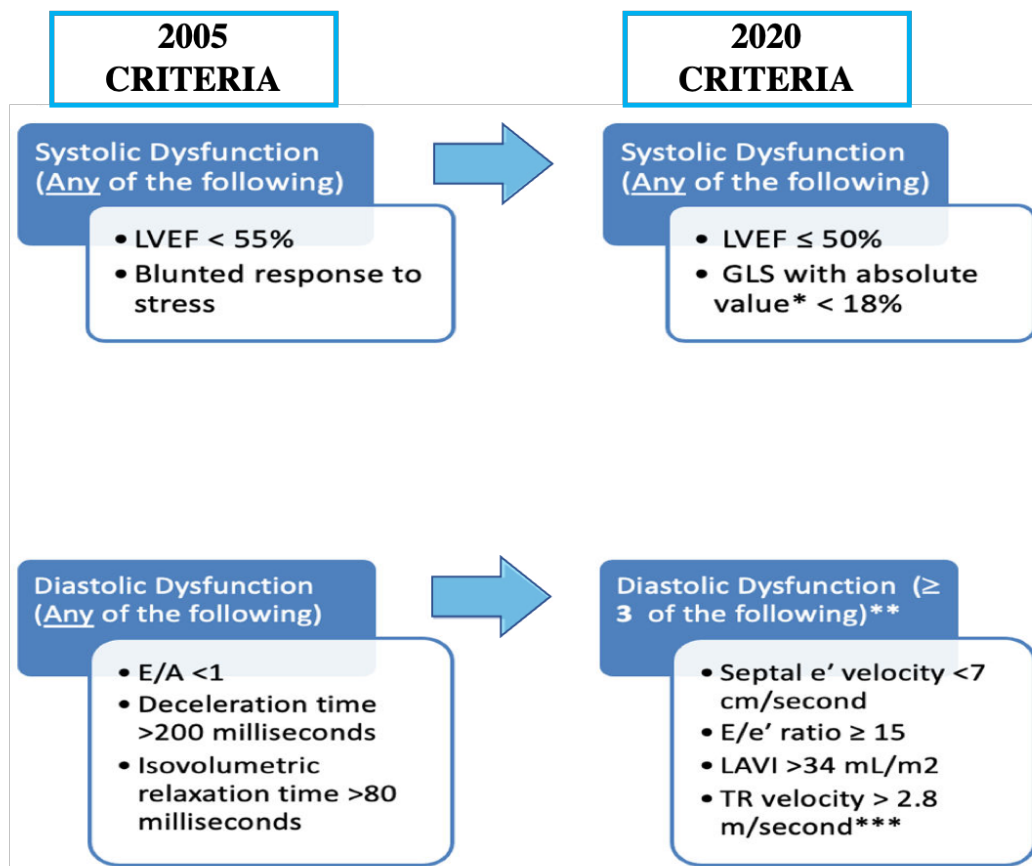 2005
CRITERIA
2020
CRITERIA
Systolic Dysfunction
(Any of the following)
• LVEF < 55%
• Blunted response to
stress
Systolic Dysfunction
(Any of the following)
• LVEF ≤ 50%
• GLS with absolute
value* < 18%
Diastolic Dysfunction
(Any of the following)
• E/A <1
• Deceleration time
>200 milliseconds
• Isovolumetric
relaxation time >80
milliseconds
Diastolic Dysfunction (≥
3 of the following)**
• Septal e′ velocity <7
cm/second
• E/e′ ratio ≥ 15
• LAVI >34 mL/m2
• TR velocity > 2.8
m/second***